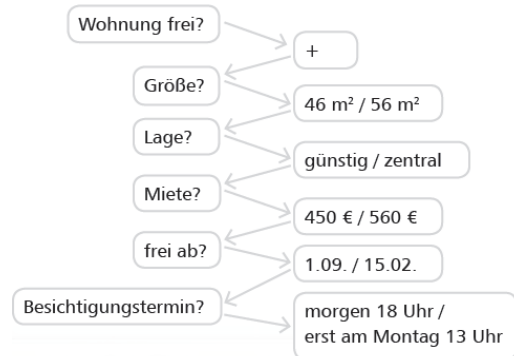 Wohnung frei?
+
Größe?
46 m² / 56 m²
Lage?
günstig / zentral
Miete?
450 € / 560 €
frei ab?
1.09. / 15.02.
Besichtigungstermin?
morgen 18 Uhr /
erst am Montag 13 Uhr